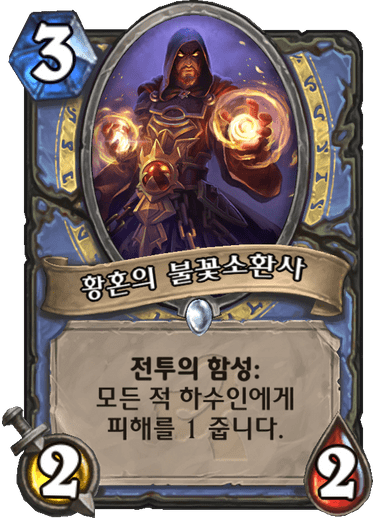 3
황혼의 불꽃소환사
전투의 함성:
모든 적 하수인에게
피해를 1 줍니다.
2
2